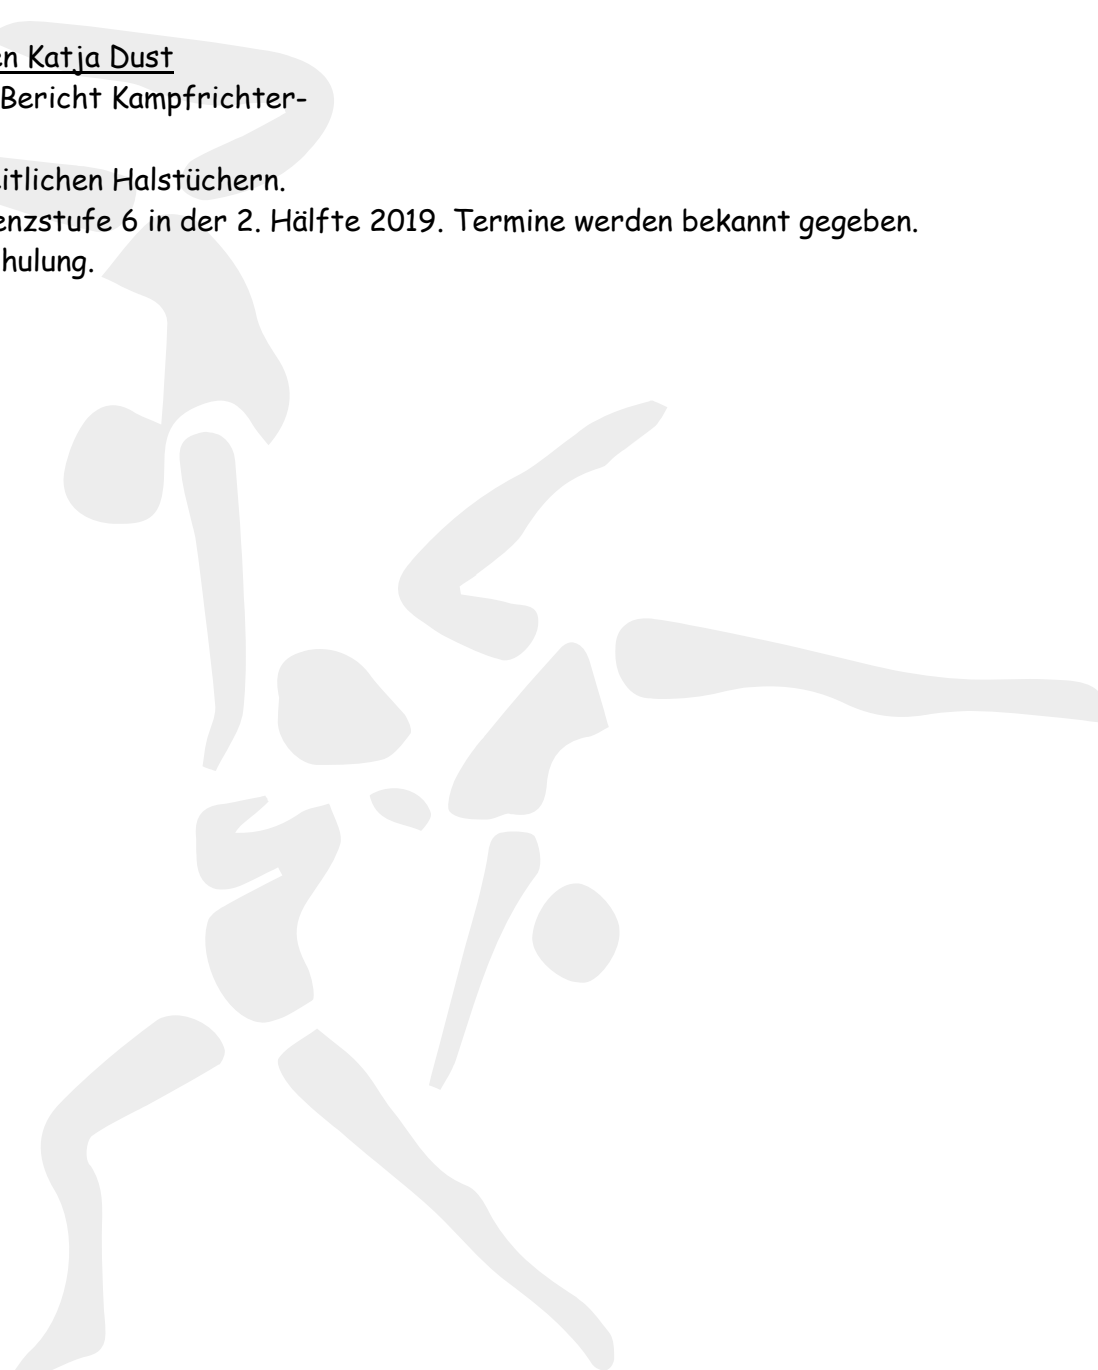 en Katja Dust
Bericht Kampfrichter-
itlichen Halstüchern.
enzstufe 6 in der 2. Hälfte 2019. Termine werden bekannt gegeben.
hulung.